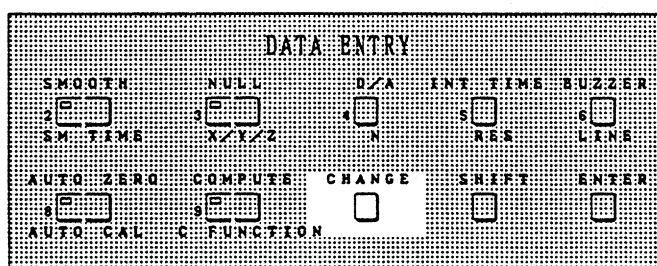 DATA ENTRY
SMOOTH NULL D/A INT TIME BUZZER
2 3 4 5 6
SM TIME X/Y/Z N RES LINE
AUTO ZERO COMPUTE CHANGE SHIFT ENTER
8 9
AUTO CAL C FUNCTION